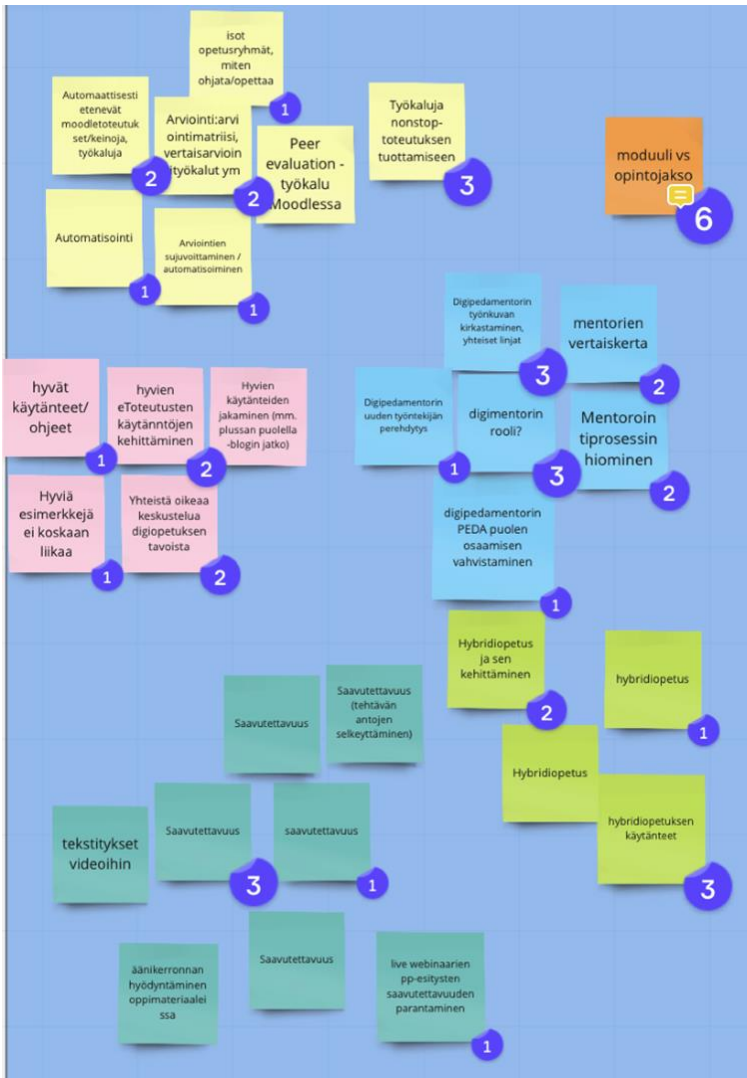 isot
opetusryhmät,
miten
ohjata/opettaa
1
Automaattisesti
etenevät
moodletoteutuk
set/keinoja,
työkaluja
2
Arviointi:arvi
ointimatriisi,
vertaisarvioin
tityökalut ym
2
Peer
evaluation -
työkalu
Moodlessa
Työkaluja
nonstop-
toteutuksen
tuottamiseen
3
moduuli vs
opintojakso
6
Automatisointi
1
Arviointien
sujuvoittaminen /
automatisoiminen
1
Digipedamentorin
työnkuvan
kirkastaminen,
yhteiset linjat
3
mentorien
vertaiskerta
2
hyvät
käytänteet/
ohjeet
1
hyvien
eToteutusten
käytänntöjen
kehittäminen
2
Hyvien
käytänteiden
jakaminen (mm.
plussan puolella
-blogin jatko)
Digipedamentorin
uuden työntekijän
perehdytys
1
digimentorin
rooli?
3
Mentoroin
tiprosessin
hiominen
2
Hyviä
esimerkkejä
ei koskaan
liikaa
1
Yhteistä oikeaa
keskustelua
digiopetuksen
tavoista
2
digipedamentorin
PEDA puolen
osaamisen
vahvistaminen
1
Hybridiopetus
ja sen
kehittäminen
2
hybridiopetus
1
Saavutettavuus
Saavutettavuus
(tehtävän
antojen
selkeyttäminen)
Hybridiopetus
hybridiopetuksen
käytänteet
3
tekstitykset
videoihin
Saavutettavuus
3
saavutettavuus
1
äänikerronnan
hyödyntäminen
oppimateriaalei
ssa
Saavutettavuus
live webinaarien
pp-esitysten
saavutettavuuden
parantaminen
1